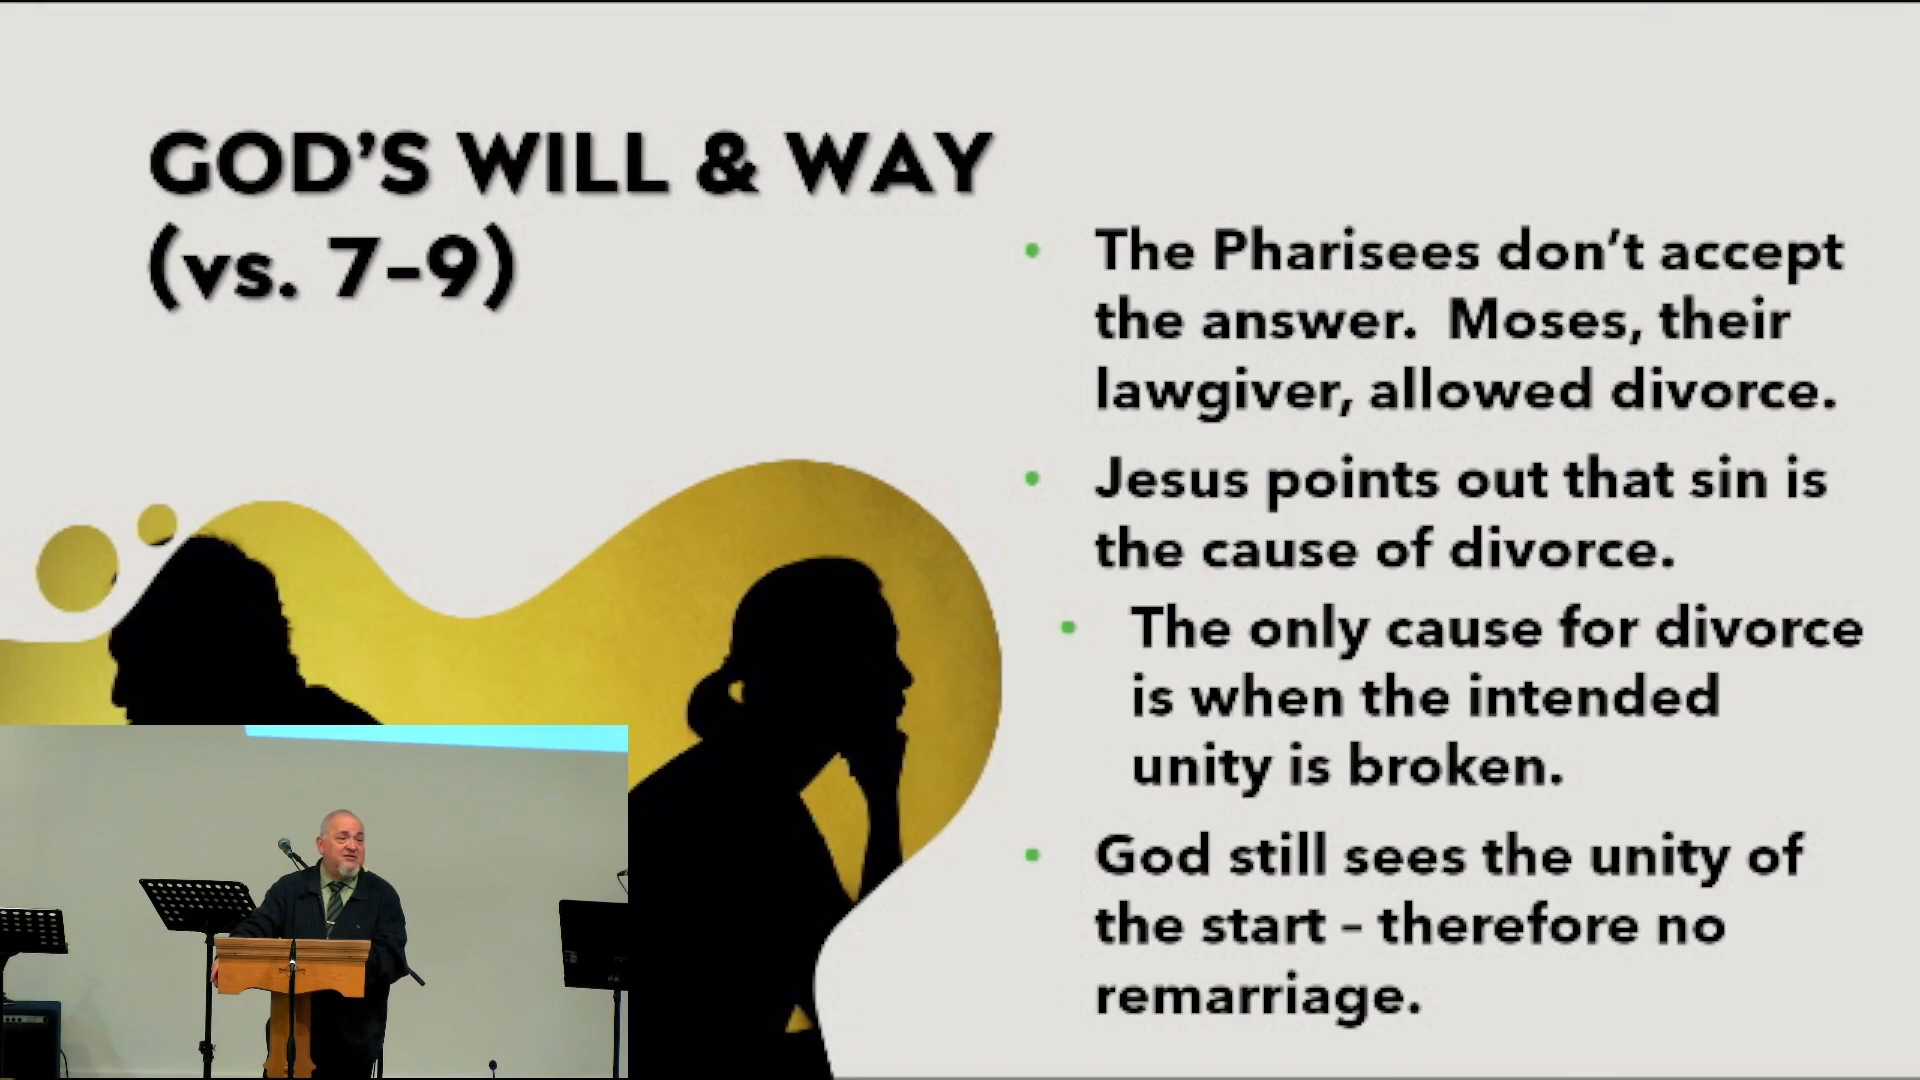 GOD’S WILL & WAY
(vs. 7–9)
• The Pharisees don’t accept
the answer.  Moses, their
lawgiver, allowed divorce.
• Jesus points out that sin is
the cause of divorce.
• The only cause for divorce
is when the intended
unity is broken.
• God still sees the unity of
the start – therefore no
remarriage.